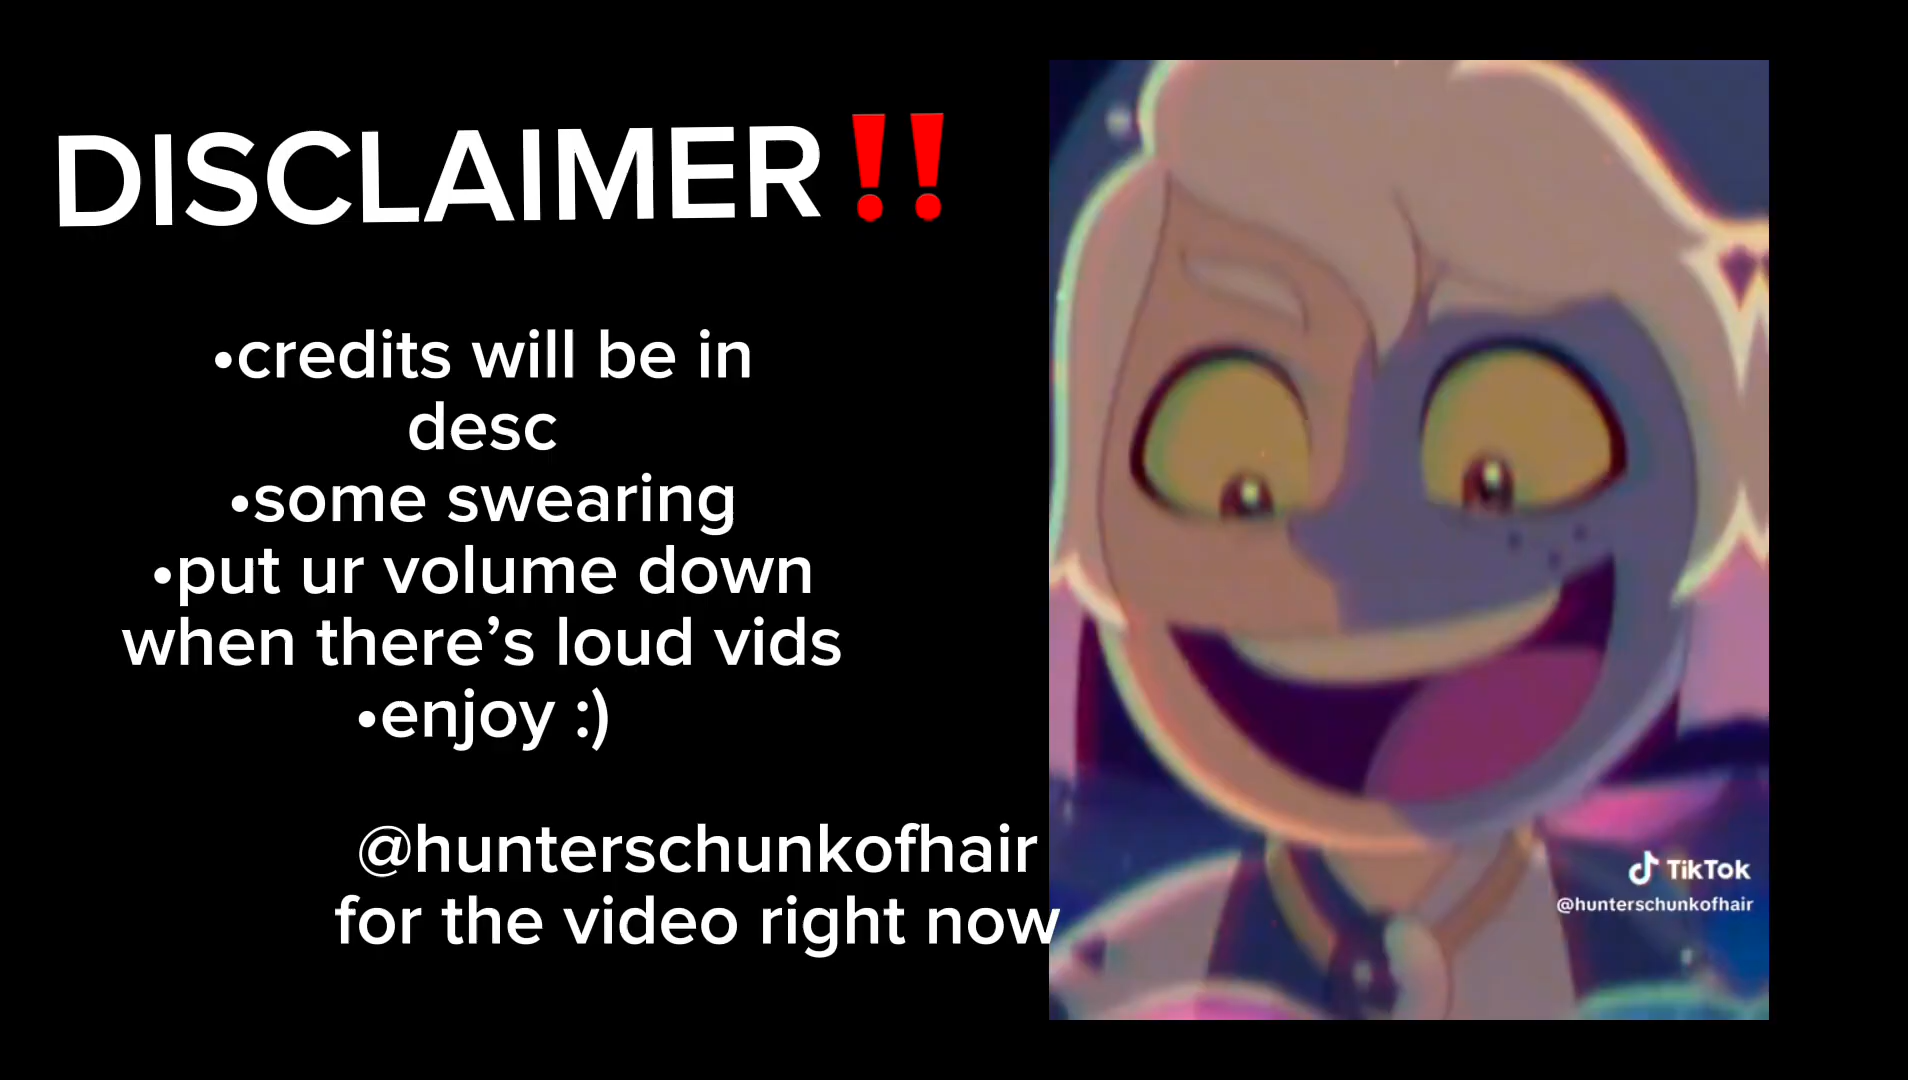 DISCLAIMER‼️
•credits will be in
desc
•some swearing
•put ur volume down
when there’s loud vids
•enjoy :)
@hunterschunkofhair
for the video right now
TikTok
@hunterschunkofhair